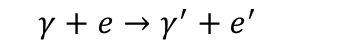 γ + e → γ′ + e′